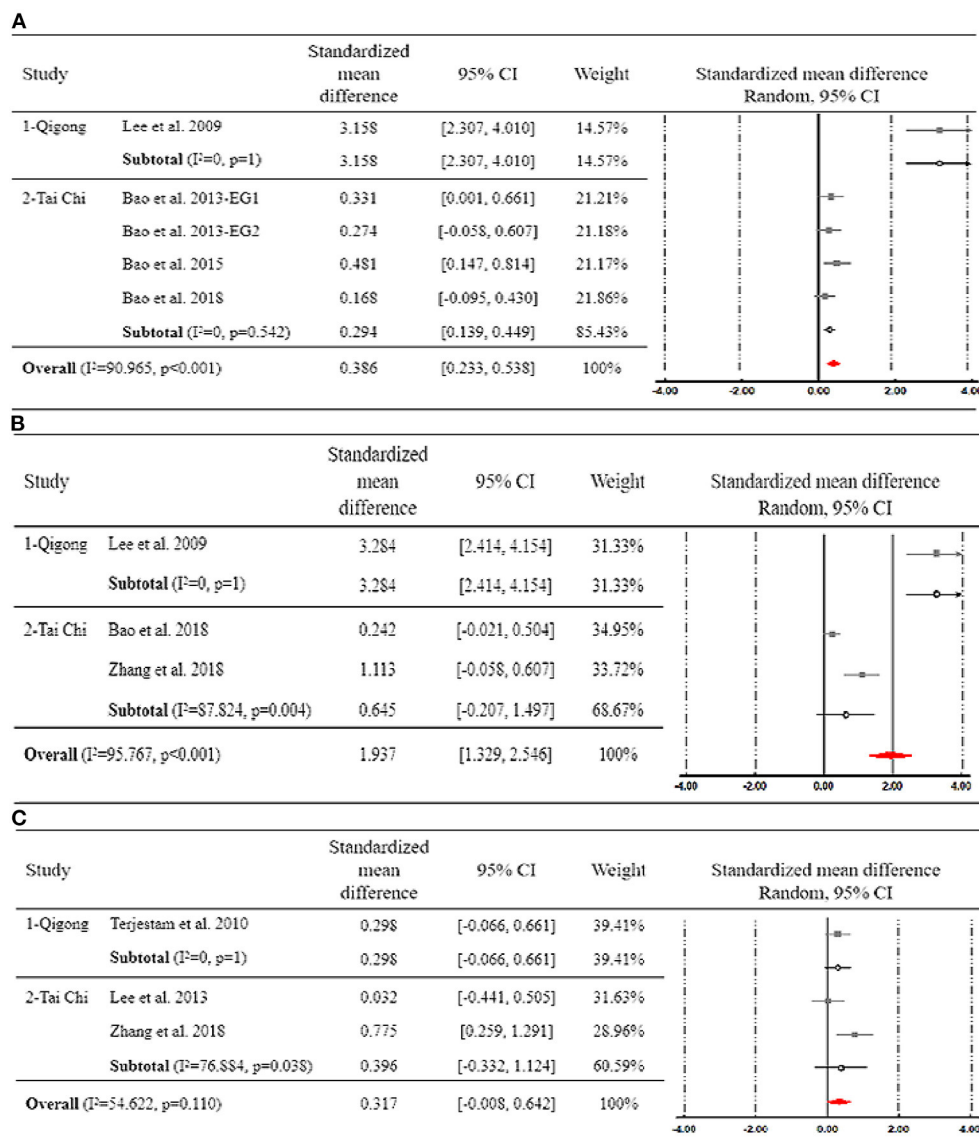 A
Study Standardized mean difference 95% CI Weight Standardized mean difference Random, 95% CI
1-Qigong Lee et al. 2009 3.158 [2.307, 4.010] 14.57%
Subtotal (I²=0, p=1) 3.158 [2.307, 4.010] 14.57%
2-Tai Chi Bao et al. 2013-EG1 0.331 [0.001, 0.661] 21.21%
Bao et al. 2013-EG2 0.274 [-0.058, 0.607] 21.18%
Bao et al. 2015 0.481 [0.147, 0.814] 21.17%
Bao et al. 2018 0.168 [-0.095, 0.430] 21.86%
Subtotal (I²=0, p=0.542) 0.294 [0.139, 0.449] 85.43%
Overall (I²=90.965, p<0.001) 0.386 [0.233, 0.538] 100%
-4.00 -2.00 0.00 2.00 4.00
B
Study Standardized mean difference 95% CI Weight Standardized mean difference Random, 95% CI
1-Qigong Lee et al. 2009 3.284 [2.414, 4.154] 31.33%
Subtotal (I²=0, p=1) 3.284 [2.414, 4.154] 31.33%
2-Tai Chi Bao et al. 2018 0.242 [-0.021, 0.504] 34.95%
Zhang et al. 2018 1.113 [-0.058, 0.607] 33.72%
Subtotal (I²=87.824, p=0.004) 0.645 [-0.207, 1.497] 68.67%
Overall (I²=95.767, p<0.001) 1.937 [1.329, 2.546] 100%
-4.00 -2.00 0.00 2.00 4.00
C
Study Standardized mean difference 95% CI Weight Standardized mean difference Random, 95% CI
1-Qigong Terjestam et al. 2010 0.298 [-0.066, 0.661] 39.41%
Subtotal (I²=0, p=1) 0.298 [-0.066, 0.661] 39.41%
2-Tai Chi Lee et al. 2013 0.032 [-0.441, 0.505] 31.63%
Zhang et al. 2018 0.775 [0.259, 1.291] 28.96%
Subtotal (I²=76.884, p=0.038) 0.396 [-0.332, 1.124] 60.59%
Overall (I²=54.622, p=0.110) 0.317 [-0.008, 0.642] 100%
-4.00 -2.00 0.00 2.00 4.00